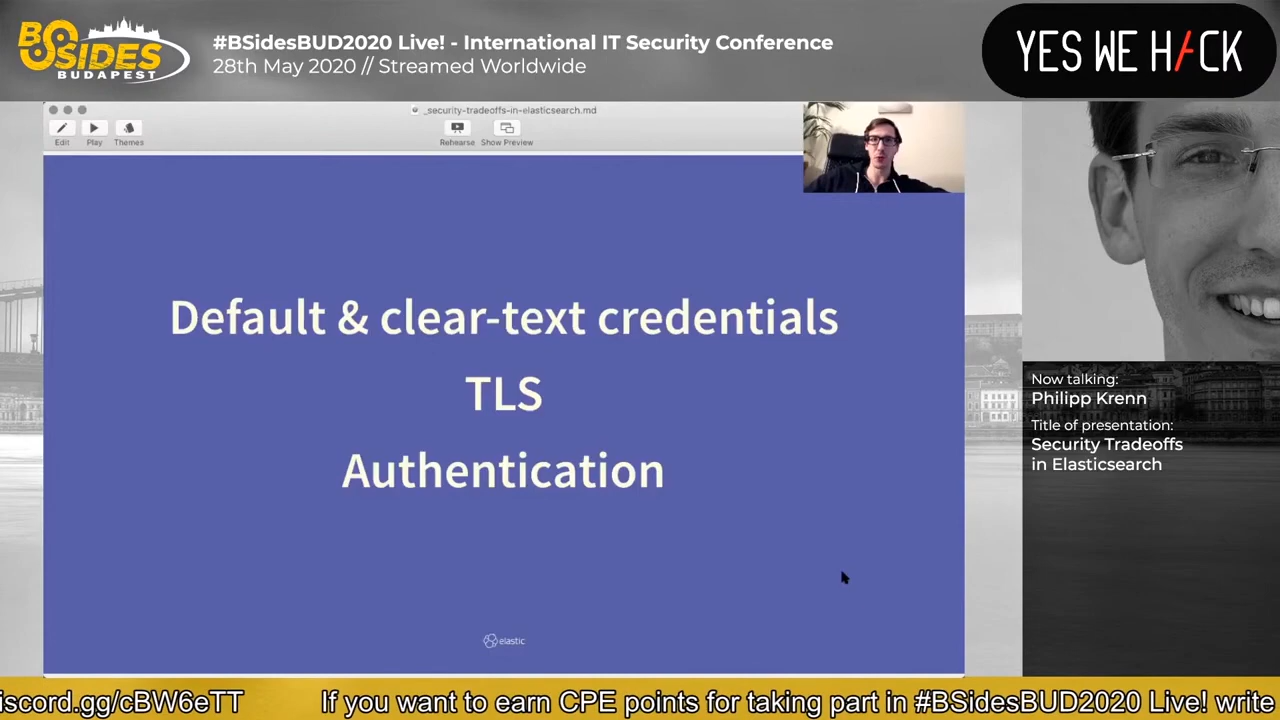 BSIDES
BUDAPEST
#BSidesBUD2020 Live! - International IT Security Conference
28th May 2020 // Streamed Worldwide
YES WE H/CK
_security-tradeoffs-in-elasticsearch.md
Edit
Play
Themes
Rehearse
Show Preview
Default & clear-text credentials
TLS
Authentication
elastic
Now talking:
Philipp Krenn
Title of presentation:
Security Tradeoffs
in Elasticsearch
iscord.gg/cBW6eTT If you want to earn CPE points for taking part in #BSidesBUD2020 Live! write